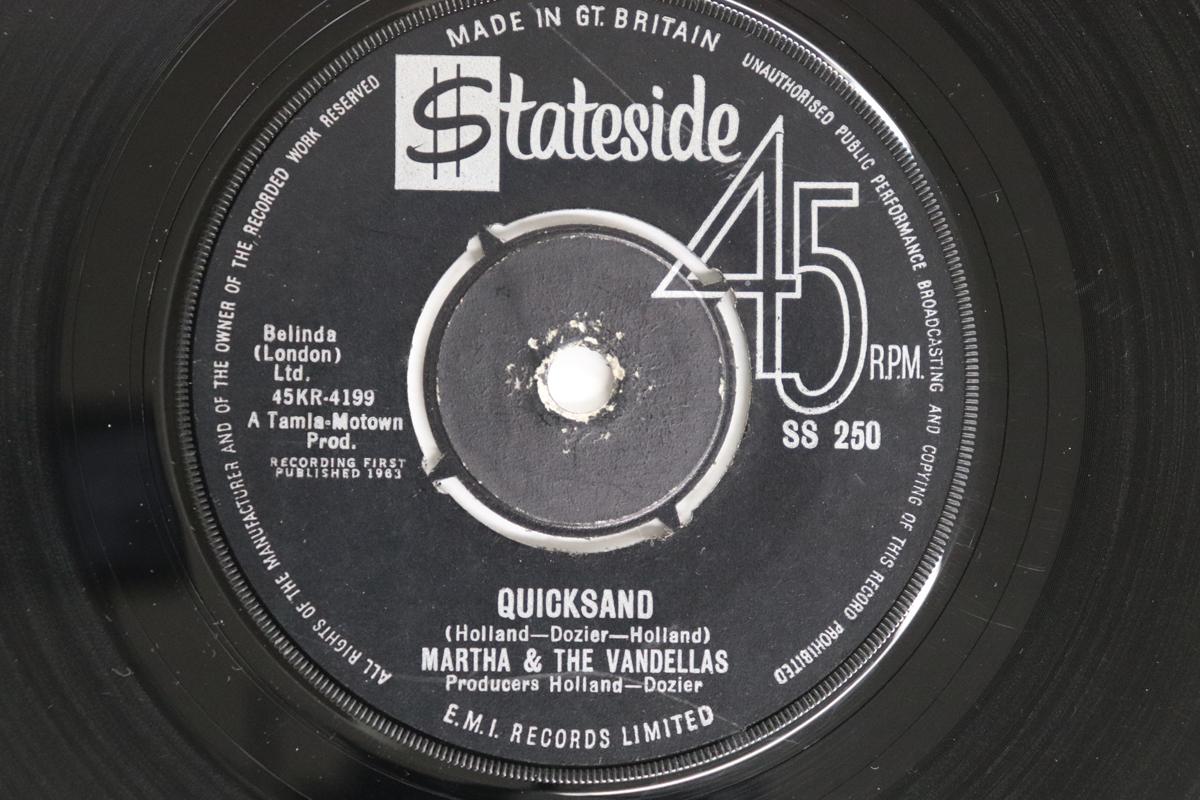 MADE IN GT. BRITAIN
$tateside
45
R.P.M.
SS 250
Belinda
(London)
Ltd.
45KR-4199
A Tamla-Motown
Prod.
RECORDING FIRST
PUBLISHED 1963
QUICKSAND
(Holland—Dozier—Holland)
MARTHA & THE VANDELLAS
Producers Holland—Dozier
E.M.I. RECORDS LIMITED
ALL RIGHTS OF THE MANUFACTURER AND OF THE OWNER OF THE RECORDED WORK RESERVED
UNAUTHORISED PUBLIC PERFORMANCE BROADCASTING AND COPYING OF THIS RECORD PROHIBITED